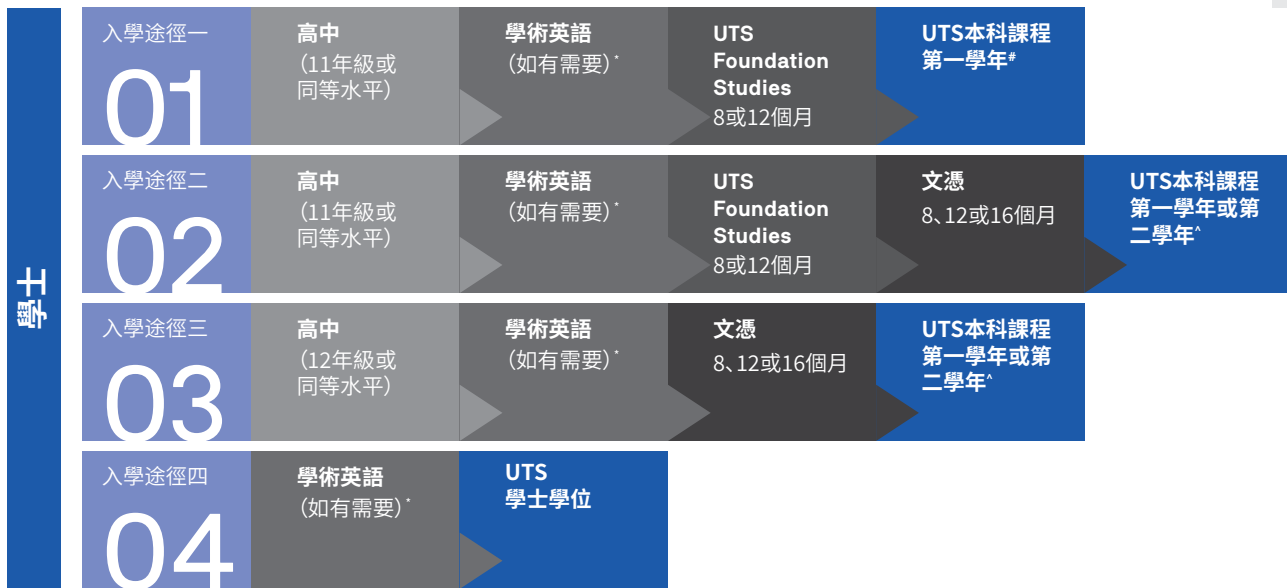 學士
入學途徑一
01
高中
（11年級或
同等水平）
學術英語
（如有需要）*
UTS
Foundation
Studies
8或12個月
UTS本科課程
第一學年#
入學途徑二
02
高中
（11年級或
同等水平）
學術英語
（如有需要）*
UTS
Foundation
Studies
8或12個月
文憑
8、12或16個月
UTS本科課程
第一學年或第
二學年^
入學途徑三
03
高中
（12年級或
同等水平）
學術英語
（如有需要）*
文憑
8、12或16個月
UTS本科課程
第一學年或第
二學年^
入學途徑四
04
學術英語
（如有需要）*
UTS
學士學位